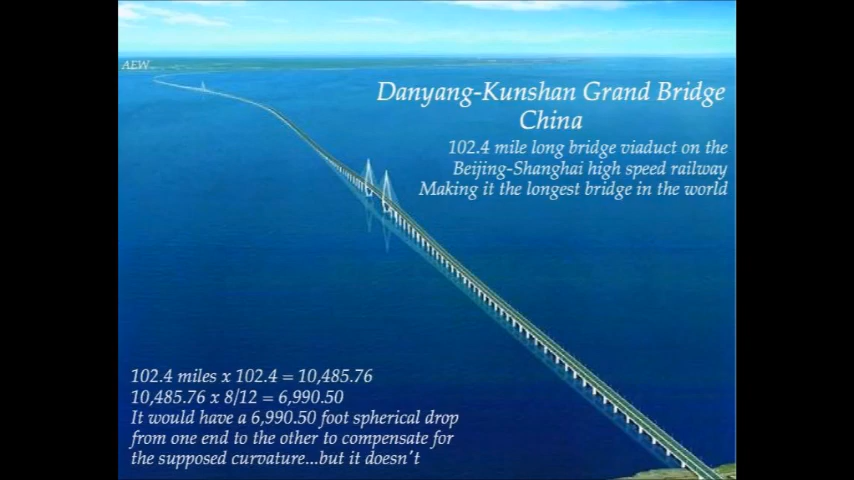 AEW
Danyang-Kunshan Grand Bridge
China
102.4 mile long bridge viaduct on the
Beijing-Shanghai high speed railway
Making it the longest bridge in the world
102.4 miles x 102.4 = 10,485.76
10,485.76 x 8/12 = 6,990.50
It would have a 6,990.50 foot spherical drop
from one end to the other to compensate for
the supposed curvature...but it doesn't